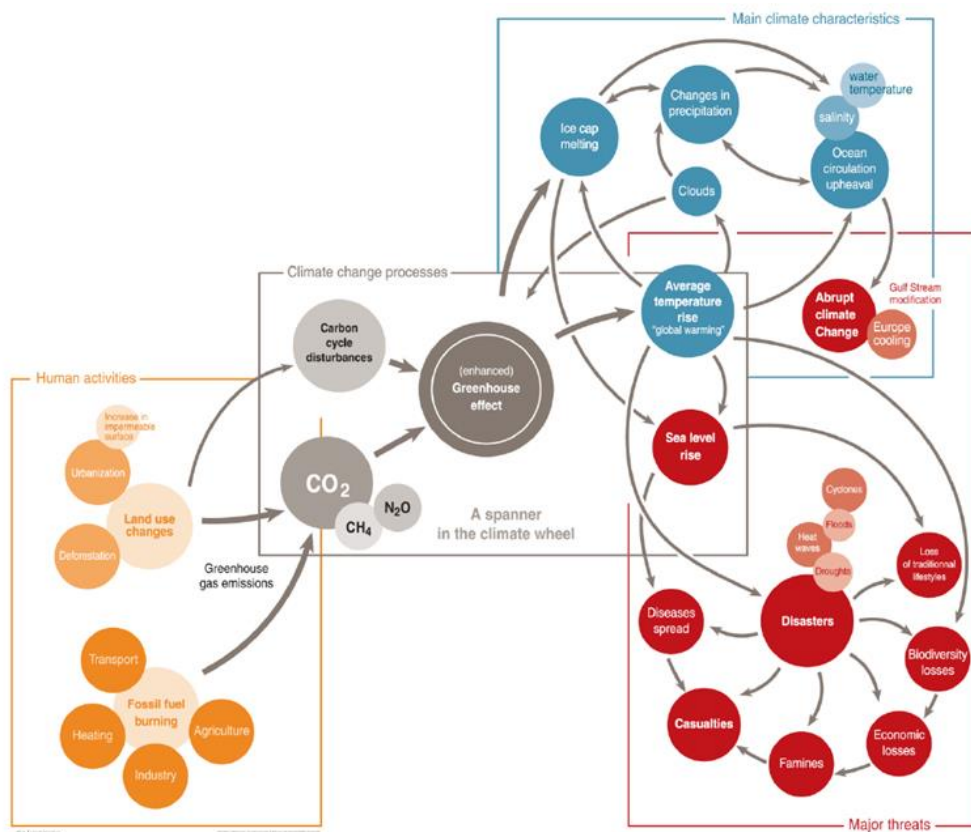 Main climate characteristics
water
temperature
Changes in
precipitation
salinity
Ice cap
melting
Ocean
circulation
upheaval
Clouds
Climate change processes
Average
temperature
rise
"global warming"
Gulf Stream
modification
Abrupt
climate
Change
Europe
cooling
Carbon
cycle
disturbances
(enhanced)
Greenhouse
effect
Human activities
Increase in
impermeable
surface
Urbanization
Land use
changes
Deforestation
Sea level
rise
CO₂
N₂O
CH₄
A spanner
in the climate wheel
Greenhouse
gas emissions
Cyclones
Floods
Heat
waves
Droughts
Loss
of traditionnal
lifestyles
Diseases
spread
Disasters
Biodiversity
losses
Transport
Fossil fuel
burning
Heating
Agriculture
Industry
Casualties
Famines
Economic
losses
Major threats